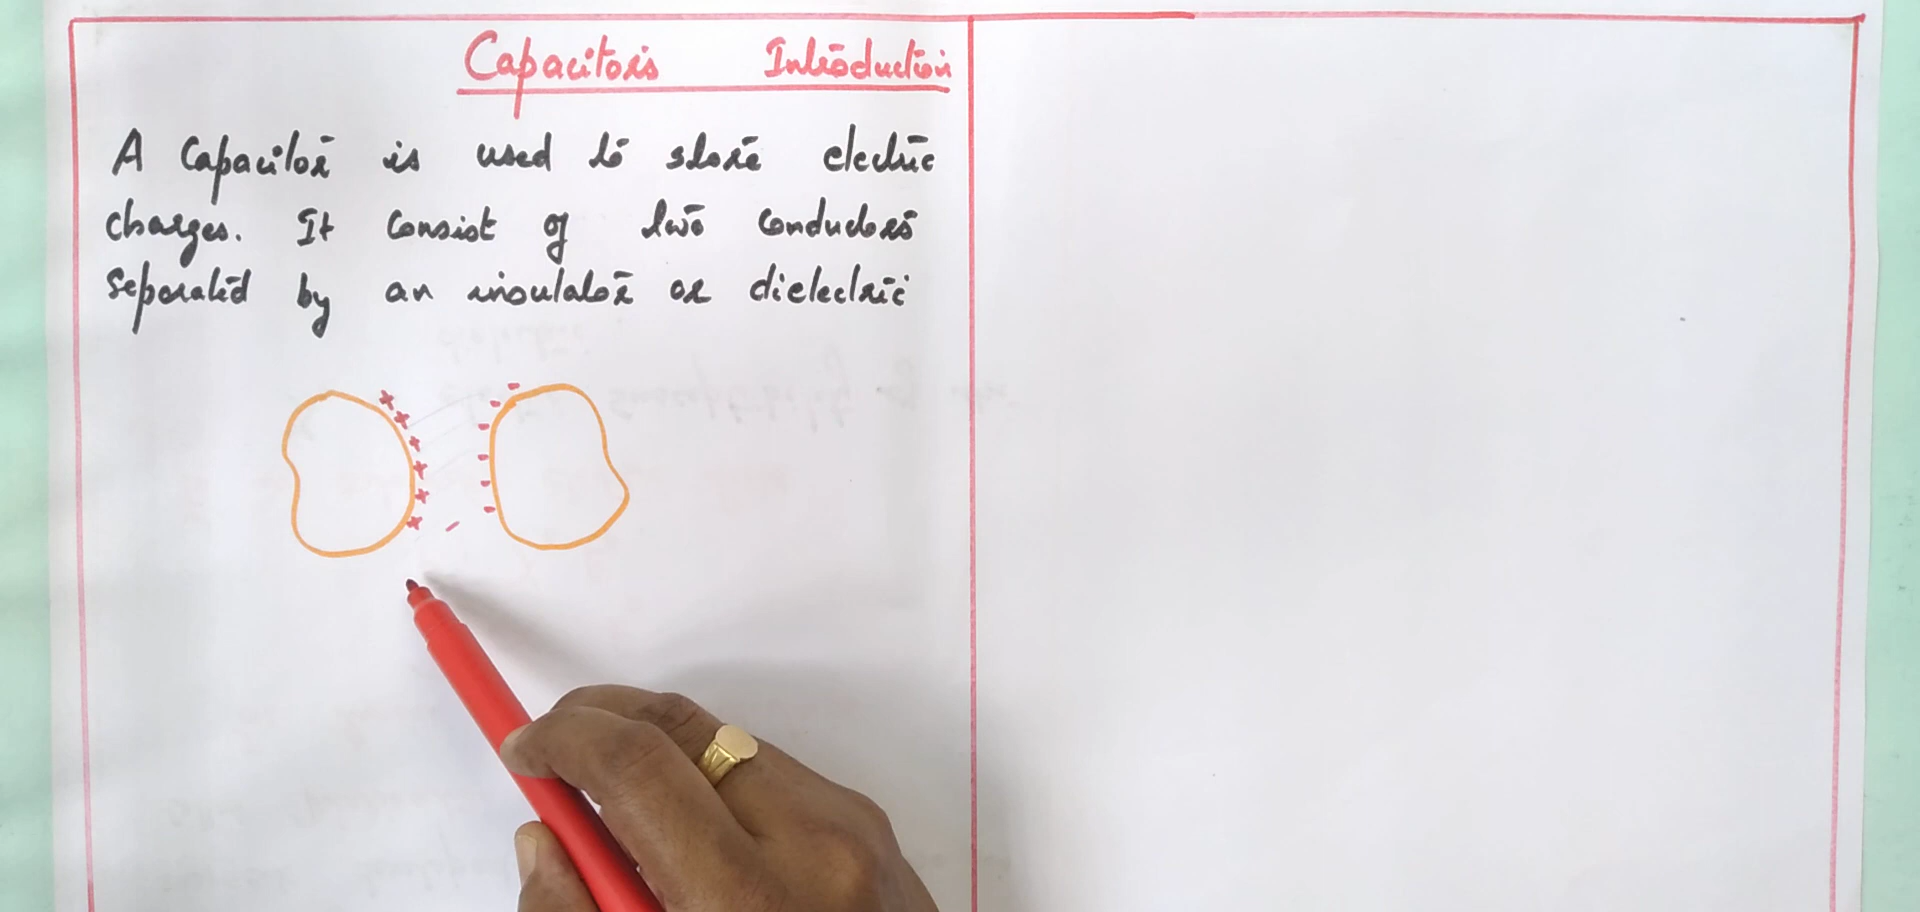 Capacitors Introduction
A Capacitor is used to store electric
charges. It Consist of two conductors
Separated by an insulator or dielectric